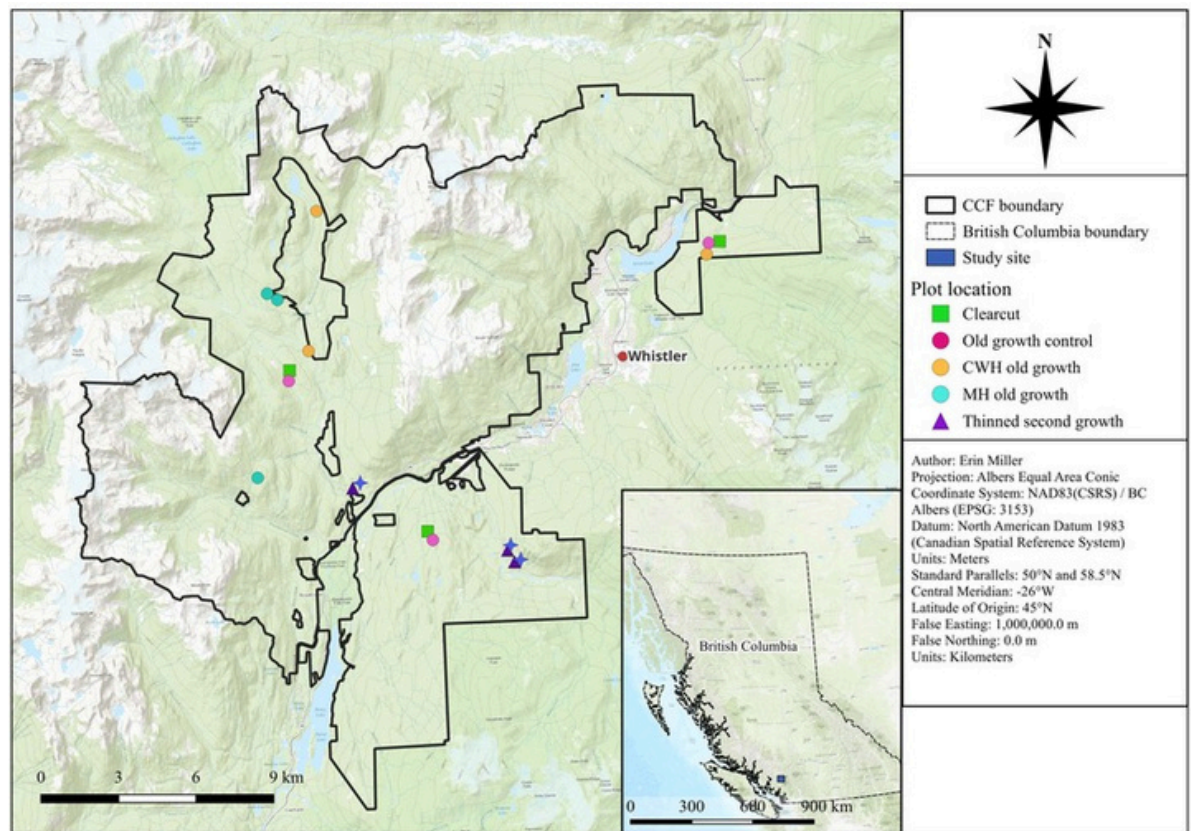 N
CCF boundary
British Columbia boundary
Study site
Plot location
Clearcut
Old growth control
CWH old growth
MH old growth
Thinned second growth
Author: Erin Miller
Projection: Albers Equal Area Conic
Coordinate System: NAD83(CSRS) / BC
Albers (EPSG: 3153)
Datum: North American Datum 1983
(Canadian Spatial Reference System)
Units: Meters
Standard Parallels: 50°N and 58.5°N
Central Meridian: -26°W
Latitude of Origin: 45°N
False Easting: 1,000,000.0 m
False Northing: 0.0 m
Units: Kilometers
Whistler
0 3 6 9 km
British Columbia
0 300 600 900 km